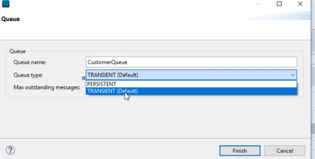 Queue
Queue
Queue name:
CustomerQueue
Queue type:
TRANSIENT (Default)
PERSISTENT
TRANSIENT (Default)
Max outstanding messages:
Finish
Cancel